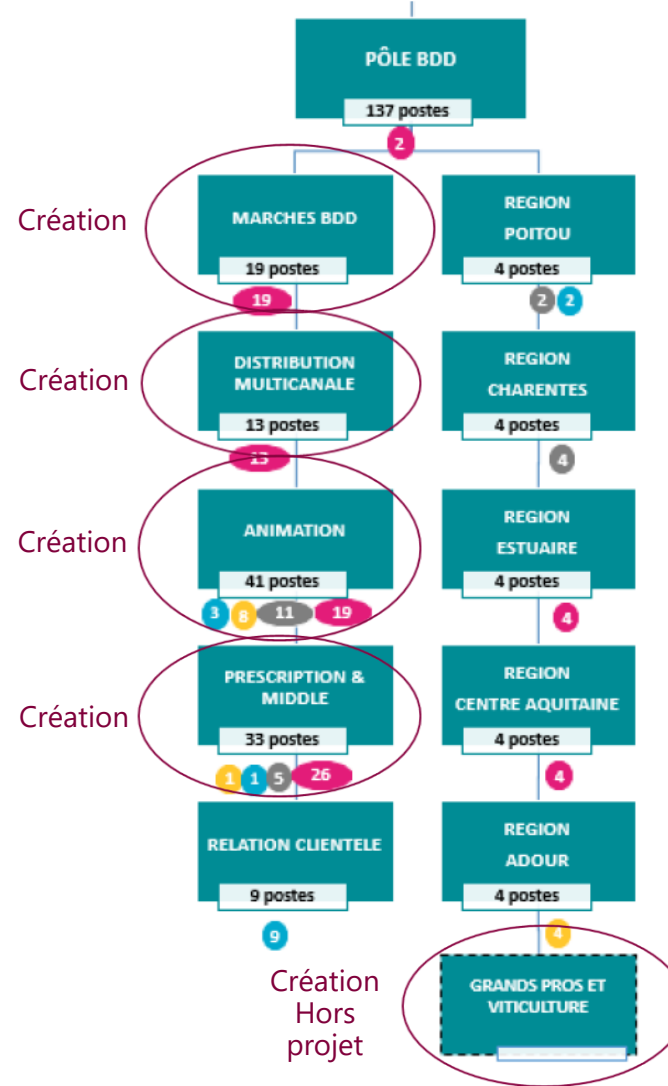 PÔLE BDD
137 postes
2
Création
MARCHES BDD
19 postes
19
REGION
POITOU
4 postes
2 2
Création
DISTRIBUTION
MULTICANALE
13 postes
13
REGION
CHARENTES
4 postes
4
Création
ANIMATION
41 postes
3 8 11 19
REGION
ESTUAIRE
4 postes
4
Création
PRESCRIPTION &
MIDDLE
33 postes
1 1 5 26
REGION
CENTRE AQUITAINE
4 postes
4
RELATION CLIENTELE
9 postes
9
REGION
ADOUR
4 postes
4
Création
Hors
projet
GRANDS PROS ET
VITICULTURE